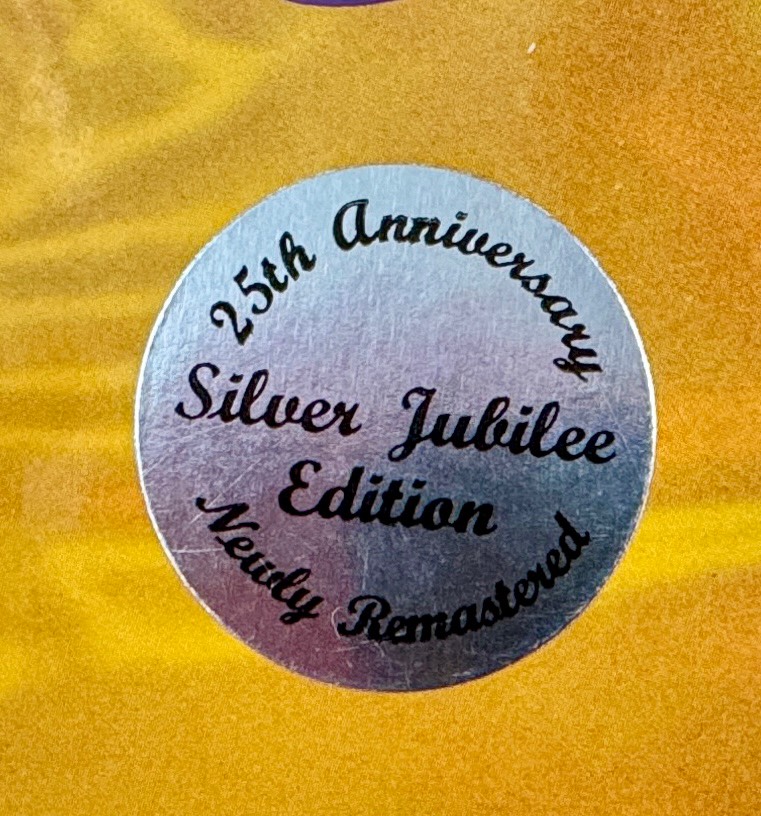 25th Anniversary
Silver Jubilee
Edition
Newly Remastered